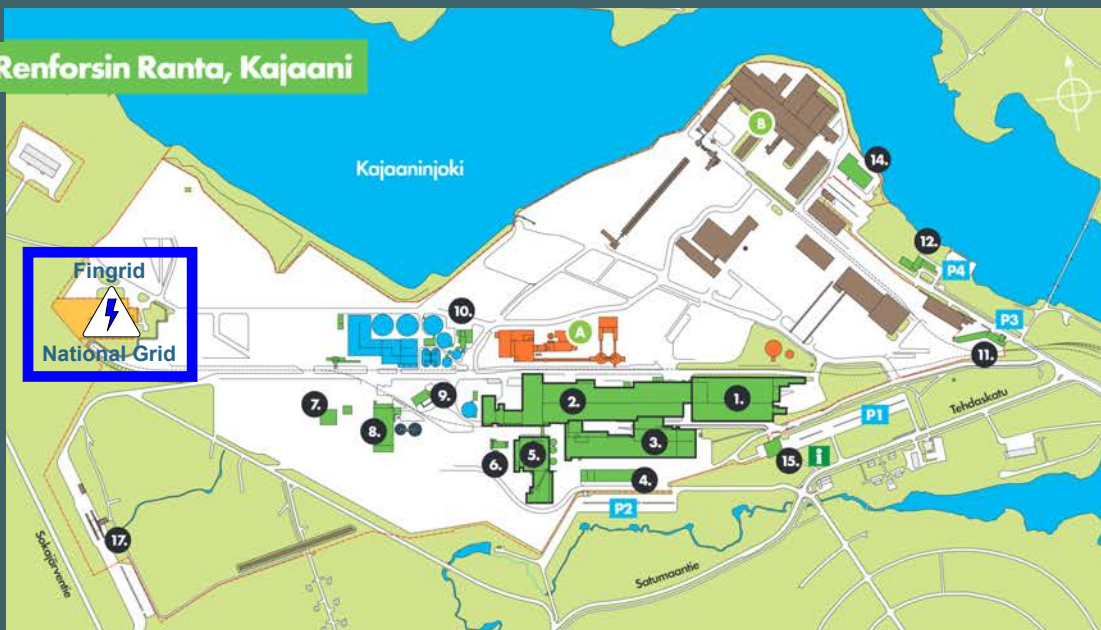 Renforsin Ranta, Kajaani
Kajaaninjoki
B
14.
12.
P4
Fingrid
National Grid
10.
A
P3
11.
9.
7.
8.
2.
1.
P1
Tehdaskatu
3.
5.
6.
4.
15.
i
P2
17.
Sokajärventie
Satumaantie